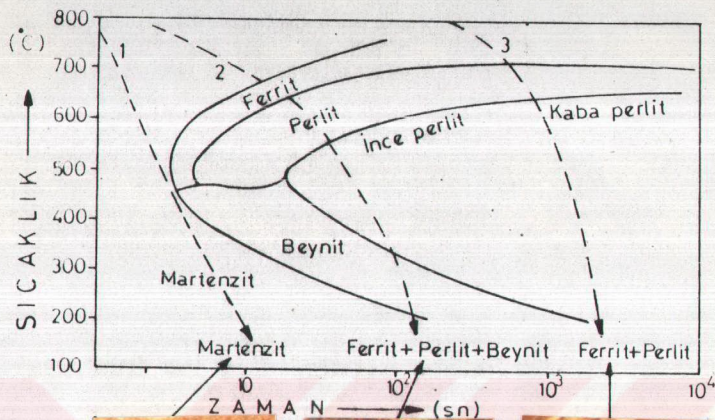 800
(°C)
700
600
500
400
300
200
100
SICAKLIK
1
2
3
Ferrit
Perlit
İnce perlit
Kaba perlit
Beynit
Martenzit
Martenzit
Ferrit+Perlit+Beynit
Ferrit+Perlit
10
10²
10³
10⁴
ZAMAN (sn)